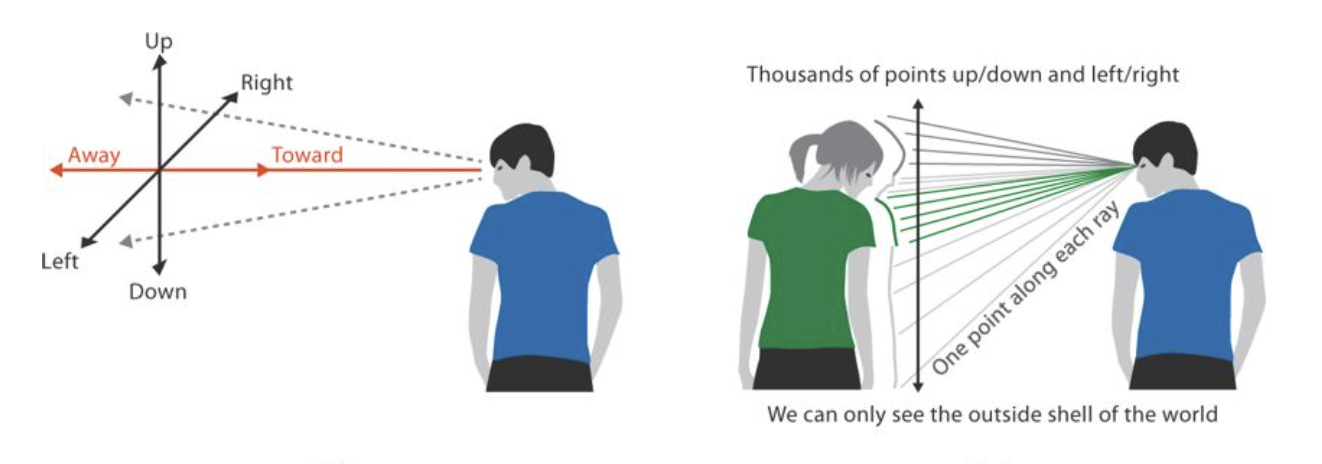 Up
Right
Away
Toward
Left
Down
Thousands of points up/down and left/right
One point along each ray
We can only see the outside shell of the world